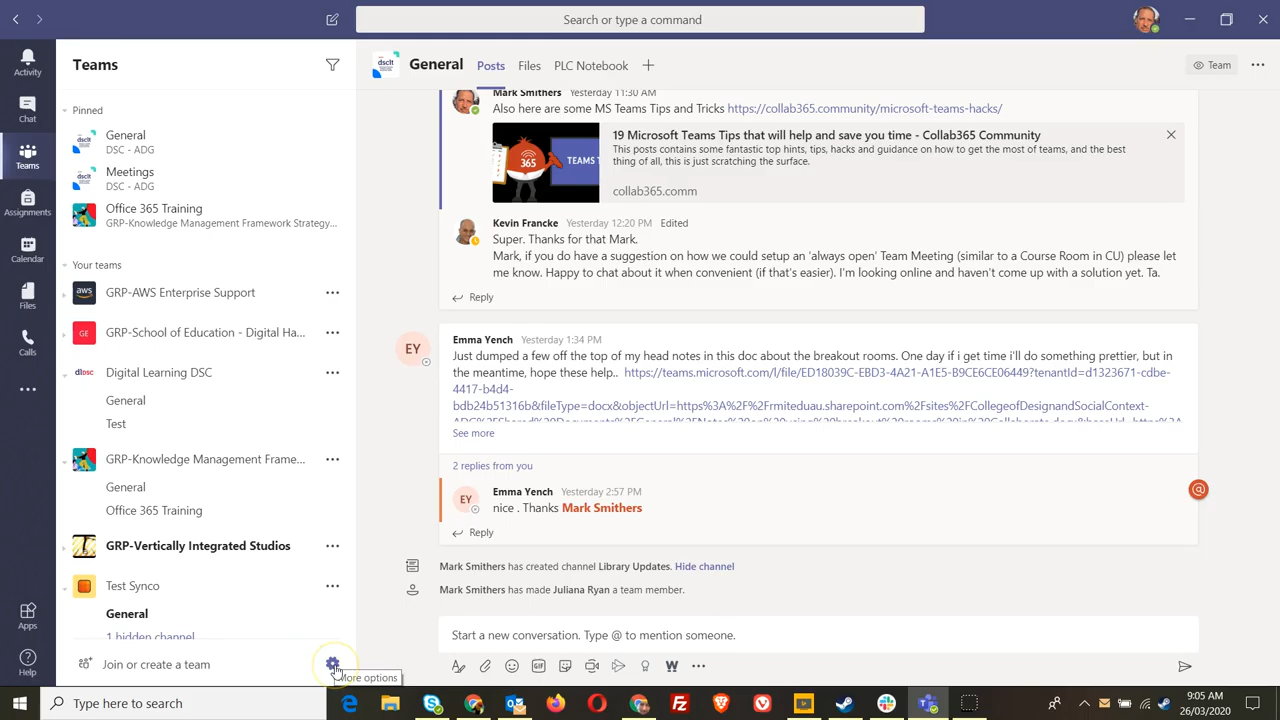 Search or type a command
Activity
Chat
Teams
Assignments
Calendar
Files
Calls
Apps
Help
Teams
Pinned
General
DSC - ADG
Meetings
DSC - ADG
Office 365 Training
GRP-Knowledge Management Framework Strategy...
Your teams
aws
GRP-AWS Enterprise Support
GE
GRP-School of Education - Digital Ha...
dldsc
Digital Learning DSC
General
Test
GRP-Knowledge Management Frame...
General
Office 365 Training
GRP-Vertically Integrated Studios
Test Synco
General
1 hidden channel
Join or create a team
More options
General
Posts
Files
PLC Notebook
Team
Mark Smithers Yesterday 11:30 AM
Also here are some MS Teams Tips and Tricks https://collab365.community/microsoft-teams-hacks/
365
TEAMS T
19 Microsoft Teams Tips that will help and save you time - Collab365 Community
This posts contains some fantastic top hints, tips, hacks and guidance on how to get the most of teams, and the best
thing of all, this is just scratching the surface.
collab365.comm
Kevin Francke Yesterday 12:20 PM Edited
Super. Thanks for that Mark.
Mark, if you do have a suggestion on how we could setup an 'always open' Team Meeting (similar to a Course Room in CU) please let
me know. Happy to chat about it when convenient (if that's easier). I'm looking online and haven't come up with a solution yet. Ta.
Reply
EY
Emma Yench Yesterday 1:34 PM
Just dumped a few off the top of my head notes in this doc about the breakout rooms. One day if i get time i'll do something prettier, but in
the meantime, hope these help.. https://teams.microsoft.com/l/file/ED18039C-EBD3-4A21-A1E5-B9CE6CE06449?tenantId=d1323671-cdbe-
4417-b4d4-
bdb24b51316b&fileType=docx&objectUrl=https%3A%2F%2Frmiteduau.sharepoint.com%2Fsites%2FCollegeofDesignandSocialContext-
See more
2 replies from you
EY
Emma Yench Yesterday 2:57 PM
nice . Thanks Mark Smithers
Reply
Mark Smithers has created channel Library Updates. Hide channel
Mark Smithers has made Juliana Ryan a team member.
Start a new conversation. Type @ to mention someone.
GIF
Type here to search
9:05 AM
26/03/2020